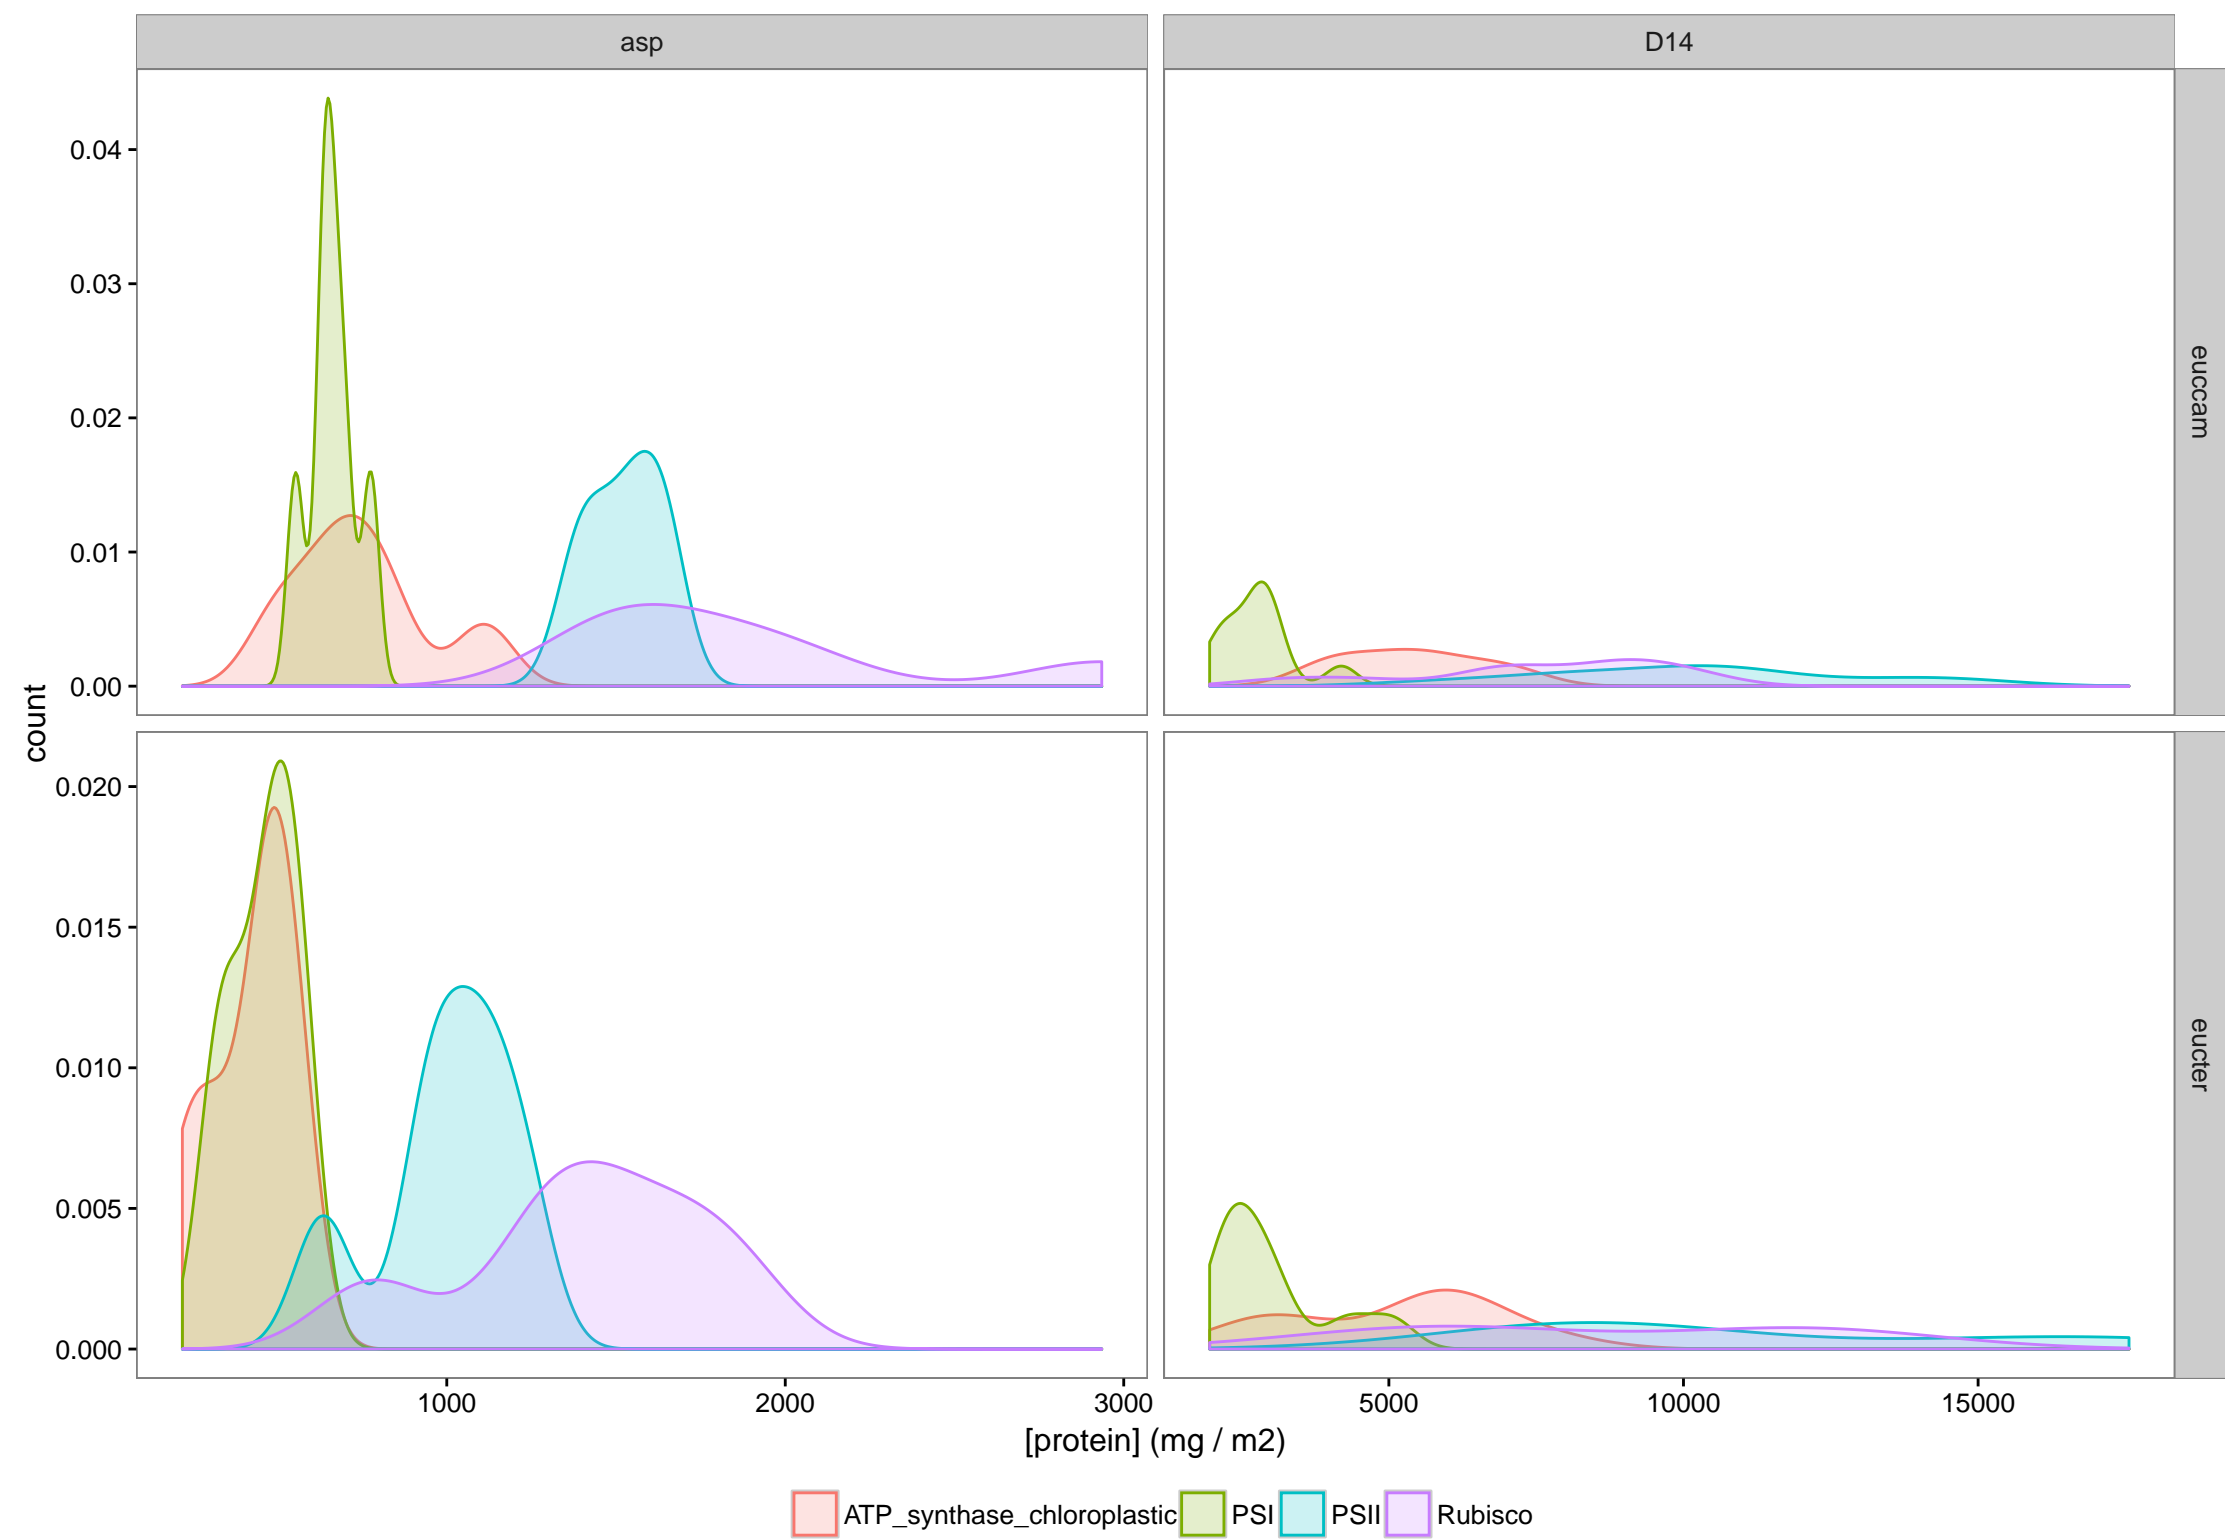 asp D14
0.04
0.03
0.02
0.01
0.00
euccam
count
0.020
0.015
0.010
0.005
0.000
eucter
1000 2000 3000 5000 10000 15000
[protein] (mg / m2)
ATP_synthase_chloroplastic PSI PSII Rubisco